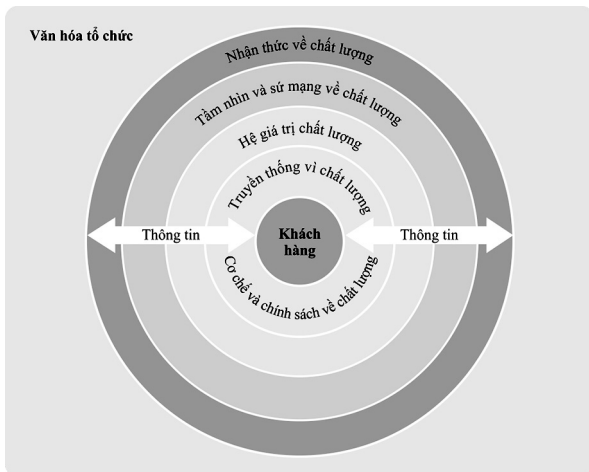 Văn hóa tổ chức
Nhận thức về chất lượng
Tầm nhìn và sứ mạng về chất lượng
Hệ giá trị chất lượng
Truyền thống vì chất lượng
Thông tin
Khách
hàng
Thông tin
Cơ chế và chính sách về chất lượng